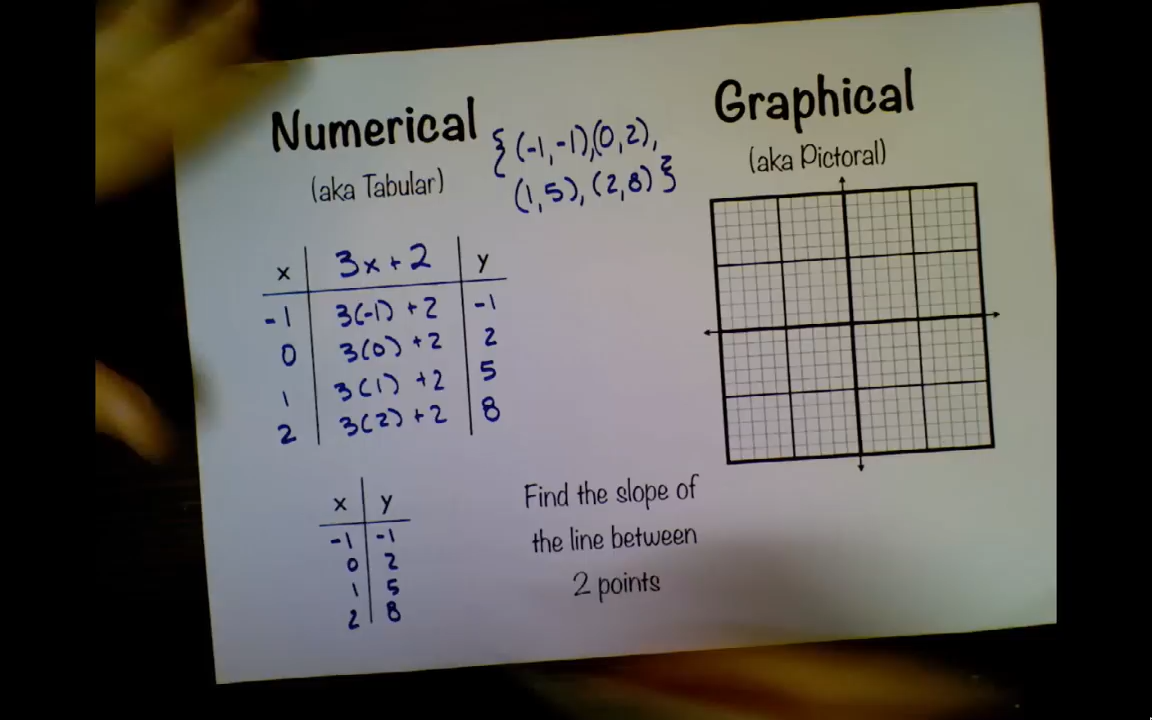 Numerical
(aka Tabular)
{(-1,-1),(0,2),
(1,5),(2,8)}
x | 3x+2 | y
-1 | 3(-1)+2 | -1
0 | 3(0)+2 | 2
1 | 3(1)+2 | 5
2 | 3(2)+2 | 8
x | y
-1 | -1
0 | 2
1 | 5
2 | 8
Graphical
(aka Pictoral)
Find the slope of
the line between
2 points